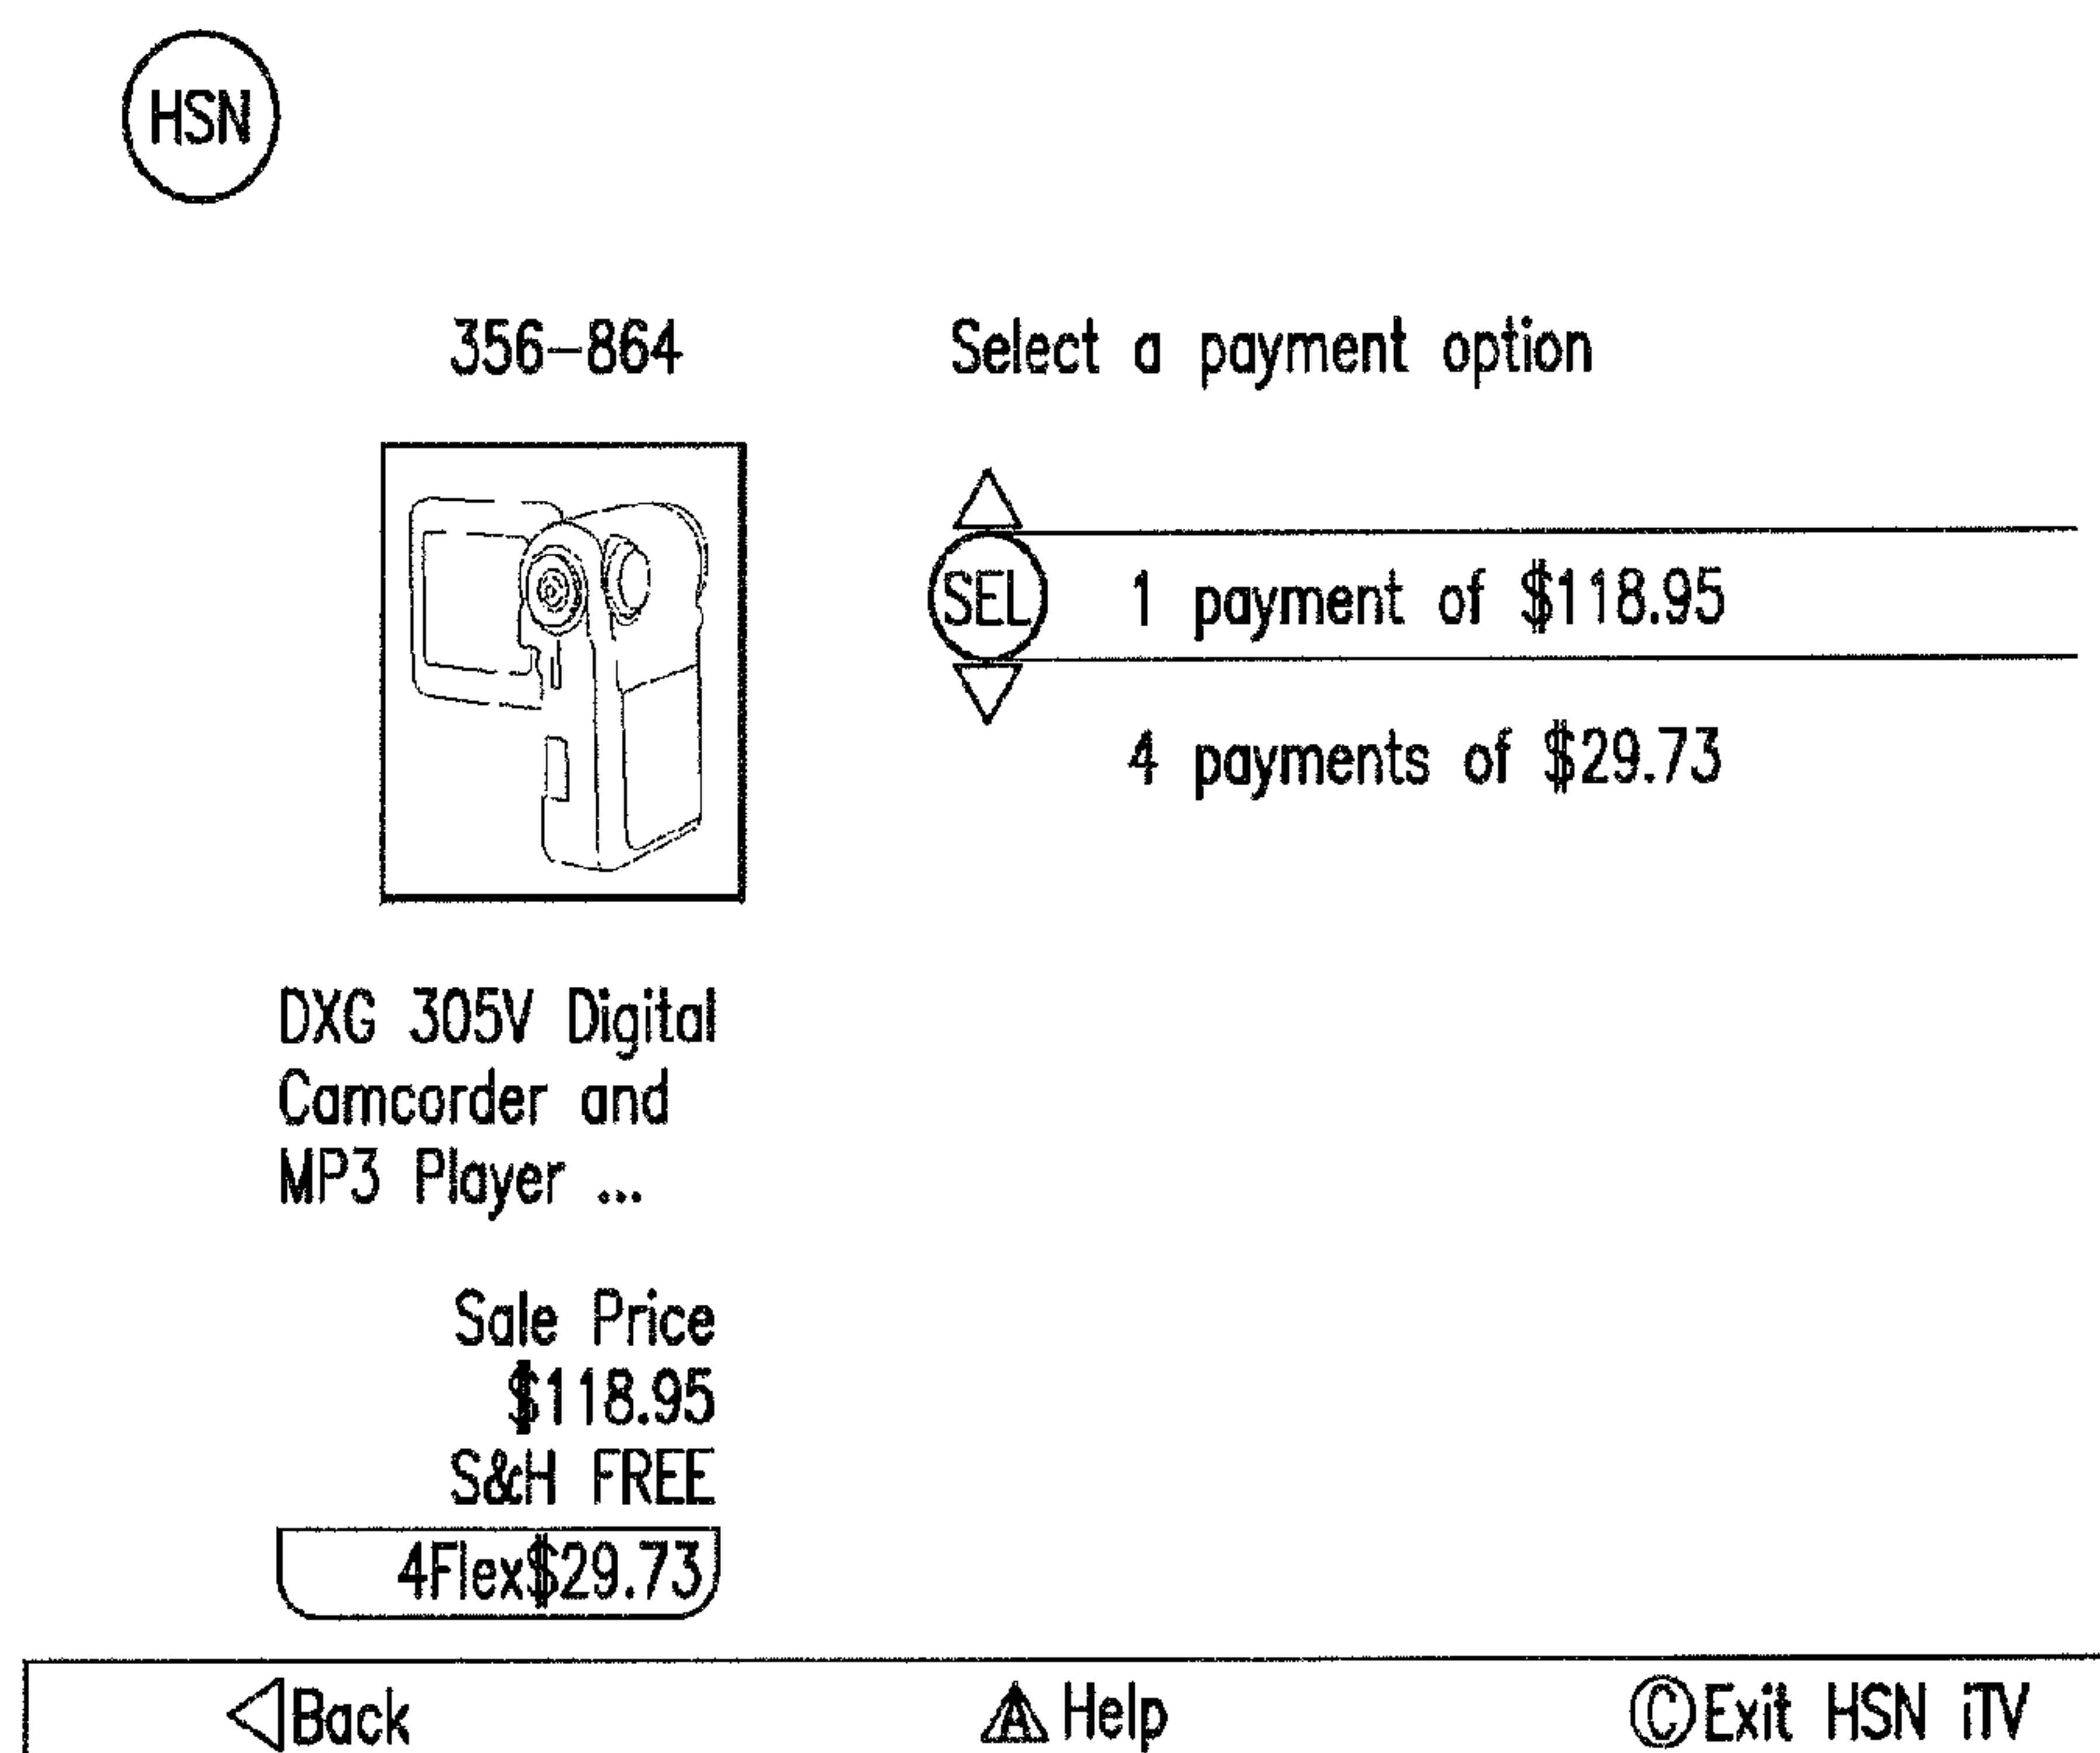 HSN
356-864
DXG 305V Digital
Camcorder and
MP3 Player ...
Sale Price
$118.95
S&H FREE
4Flex$29.73
Select a payment option
SEL
1 payment of $118.95
4 payments of $29.73
Back
A Help
C Exit HSN iTV